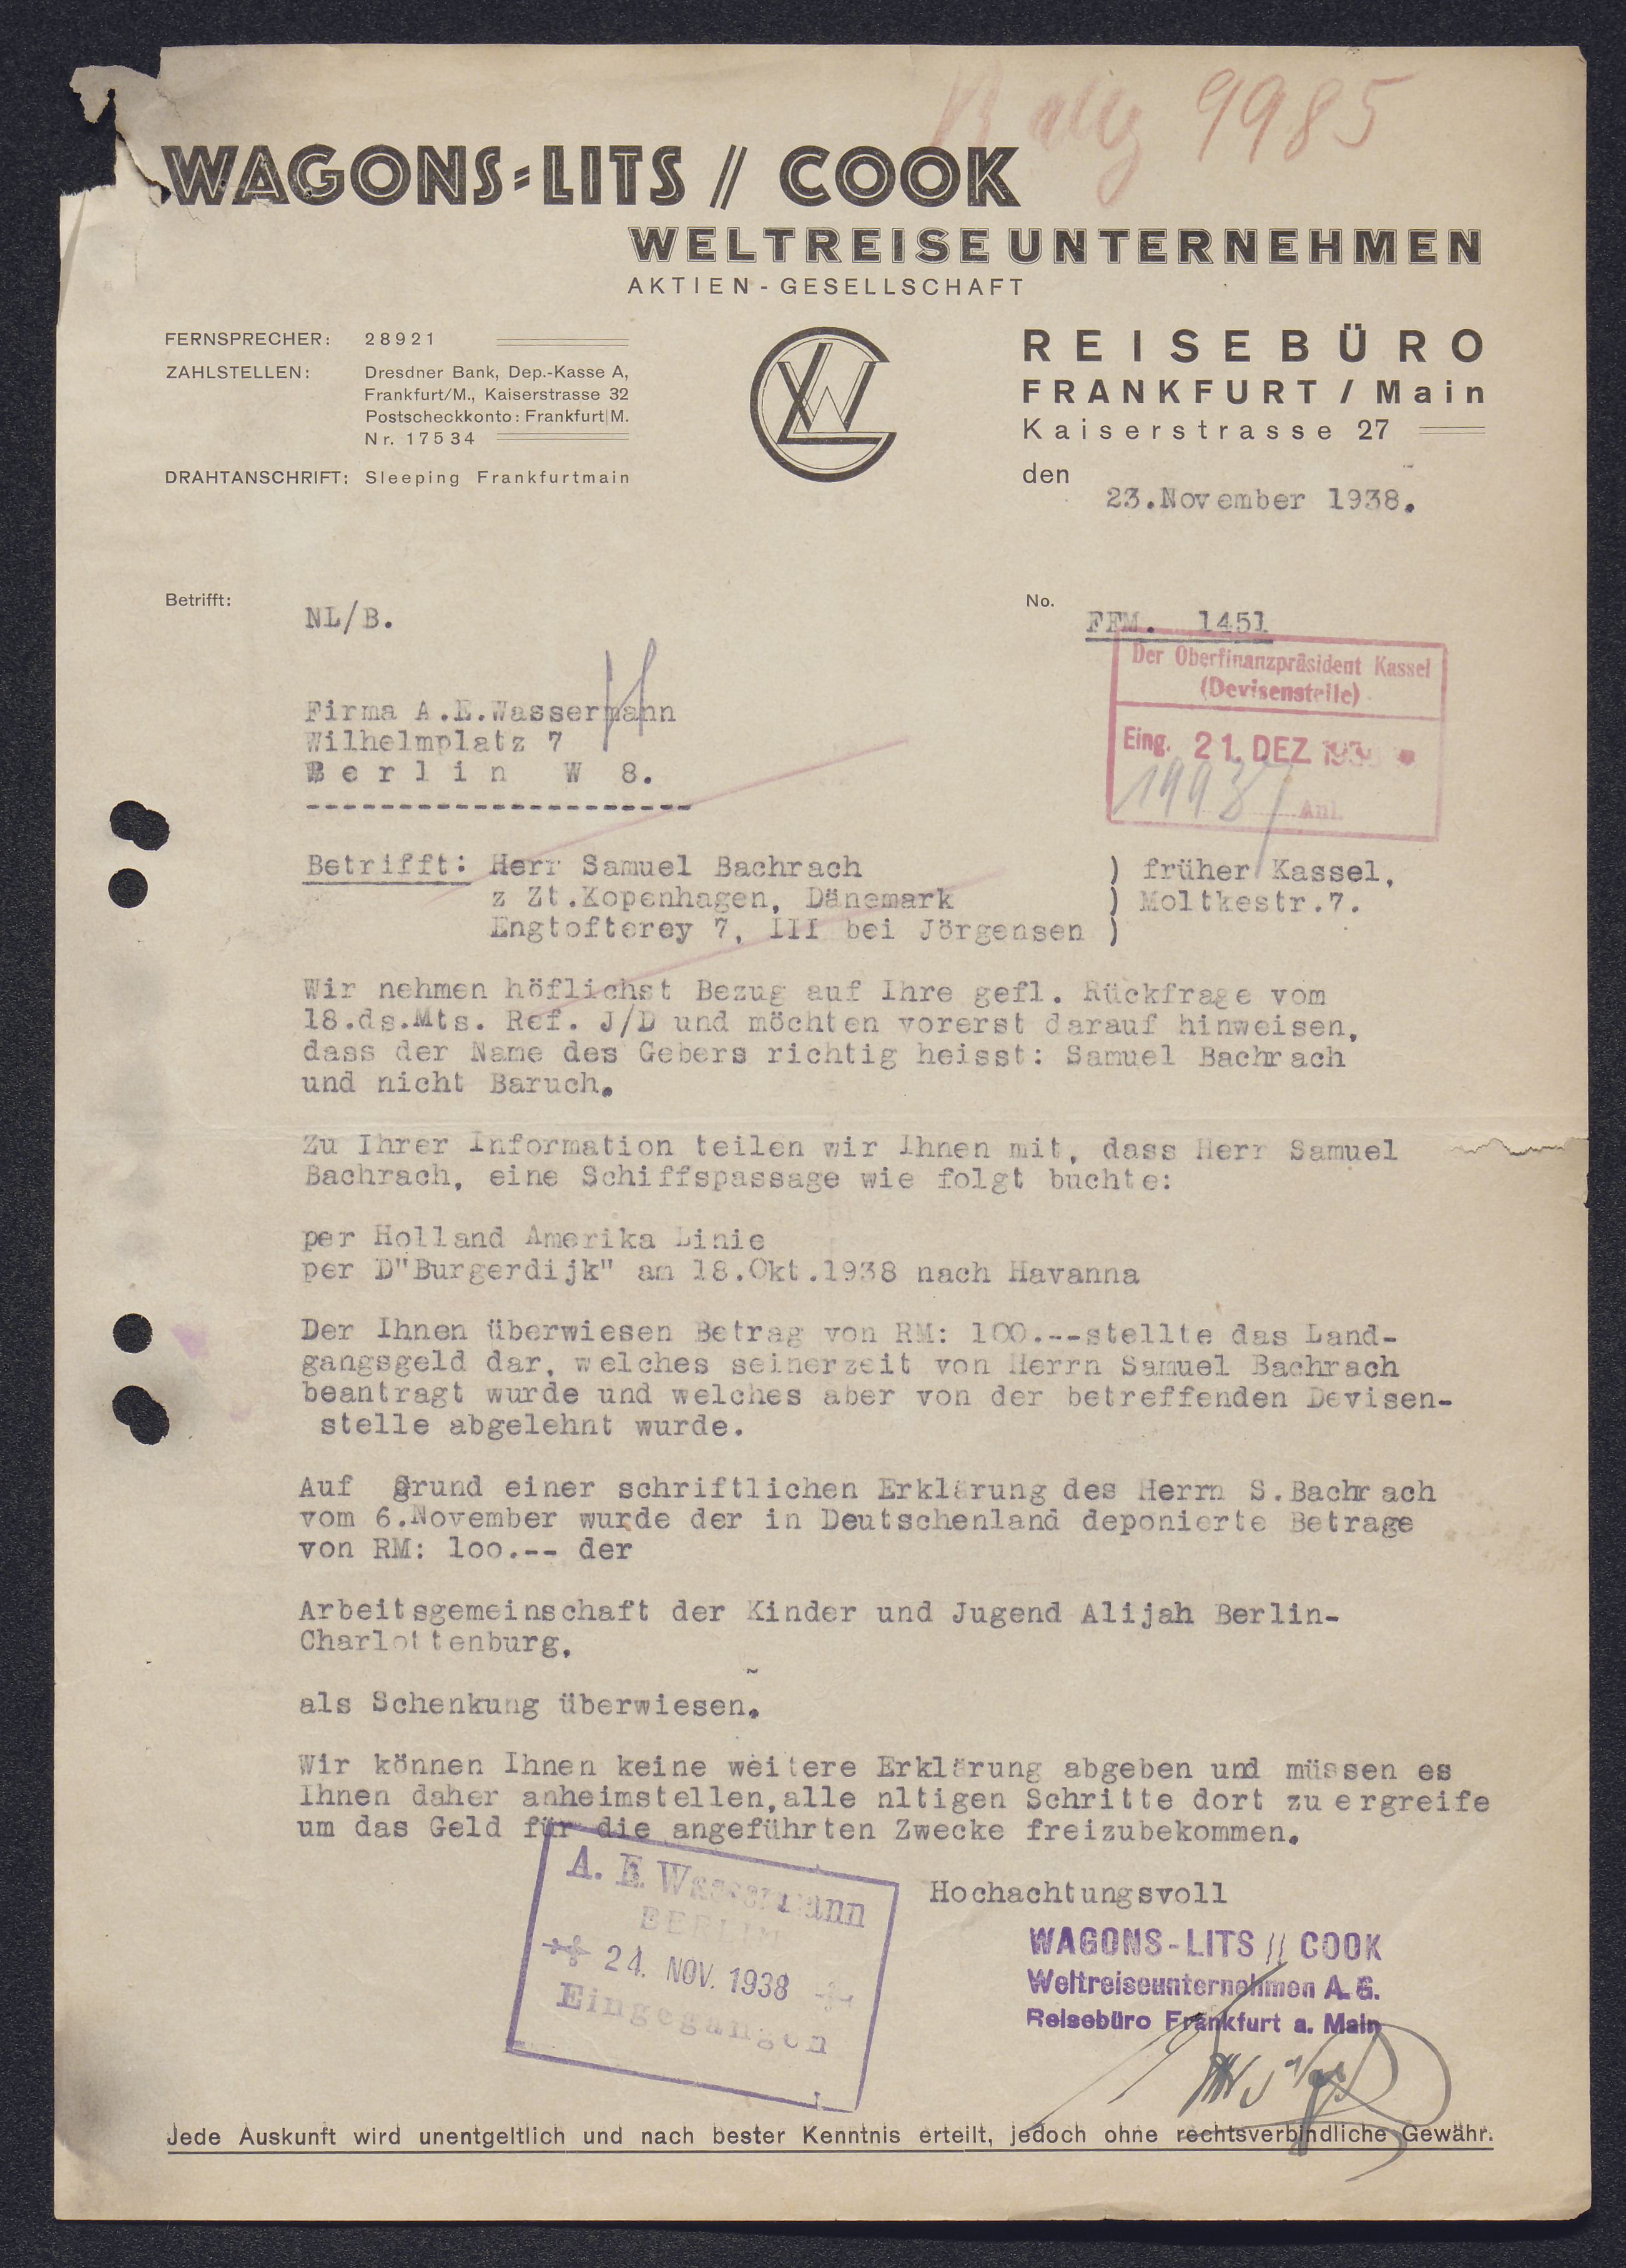 9985
WAGONS-LITS // COOK
WELTREISEUNTERNEHMEN
AKTIEN-GESELLSCHAFT
FERNSPRECHER: 28921
ZAHLSTELLEN: Dresdner Bank, Dep.-Kasse A,
Frankfurt/M., Kaiserstrasse 32
Postscheckkonto: Frankfurt M.
Nr. 17534
DRAHTANSCHRIFT: Sleeping Frankfurtmain
REISEBÜRO
FRANKFURT / Main
Kaiserstrasse 27
den
23.November 1938.
Betrifft:
NL/B.
No.
FFM. 1451
Der Oberfinanzpräsident Kassel
(Devisenstelle)
Eing. 21. DEZ 193
Anl.
Firma A.E.Wassermann
Wilhelmplatz 7
Berlin W 8.
---------------------
Betrifft: Herr Samuel Bachrach ) früher Kassel,
z Zt.Kopenhagen, Dänemark ) Moltkestr.7.
Engtofterey 7, III bei Jörgensen )
Wir nehmen höflichst Bezug auf Ihre gefl. Rückfrage vom
18.ds.Mts. Ref. J/D und möchten vorerst darauf hinweisen,
dass der Name des Gebers richtig heisst: Samuel Bachrach
und nicht Baruch.
Zu Ihrer Information teilen wir Ihnen mit, dass Herr Samuel
Bachrach, eine Schiffspassage wie folgt buchte:
per Holland Amerika Linie
per D"Burgerdijk" am 18.Okt.1938 nach Havanna
Der Ihnen überwiesen Betrag von RM: 100.--stellte das Land-
gangsgeld dar, welches seinerzeit von Herrn Samuel Bachrach
beantragt wurde und welches aber von der betreffenden Devisen-
stelle abgelehnt wurde.
Auf Grund einer schriftlichen Erklärung des Herrn S.Bachrach
vom 6.November wurde der in Deutschenland deponierte Betrage
von RM: loo.-- der
Arbeitsgemeinschaft der Kinder und Jugend Alijah Berlin-
Charlottenburg.
als Schenkung überwiesen.
Wir können Ihnen keine weitere Erklärung abgeben und müssen es
Ihnen daher anheimstellen,alle nltigen Schritte dort zu ergreife
um das Geld für die angeführten Zwecke freizubekommen.
A. E. Wassermann
BERLIN
24. NOV. 1938
Eingegangen
Hochachtungsvoll
WAGONS-LITS // COOK
Weltreiseunternehmen A. G.
Reisebüro Frankfurt a. Main
Jede Auskunft wird unentgeltlich und nach bester Kenntnis erteilt, jedoch ohne rechtsverbindliche Gewähr.